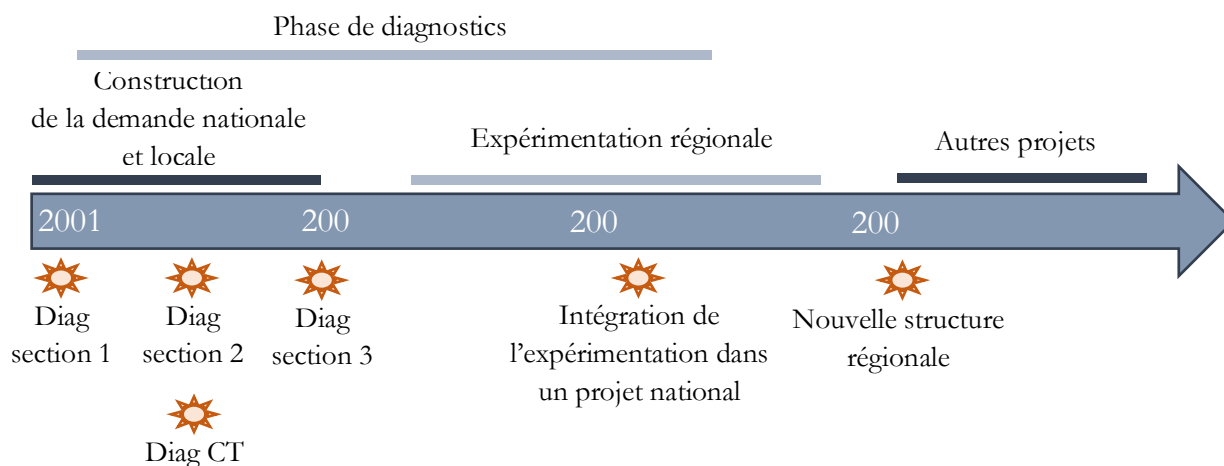 Phase de diagnostics
Construction
de la demande nationale
et locale
Expérimentation régionale
Autres projets
2001
200
200
200
Diag
section 1
Diag
section 2
Diag
section 3
Intégration de
l’expérimentation dans
un projet national
Nouvelle structure
régionale
Diag CT